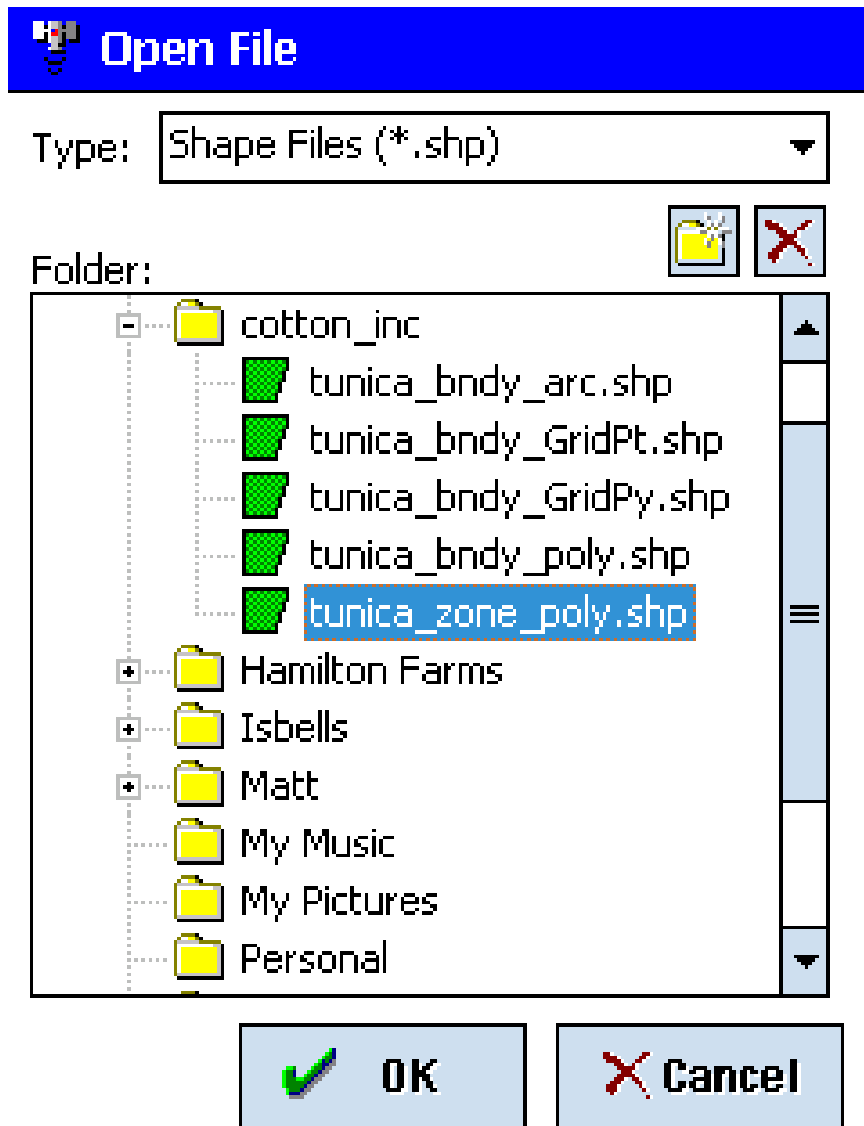 Open File
Type: Shape Files (*.shp)
Folder:
cotton_inc
tunica_bndy_arc.shp
tunica_bndy_GridPt.shp
tunica_bndy_GridPy.shp
tunica_bndy_poly.shp
tunica_zone_poly.shp
Hamilton Farms
Isbells
Matt
My Music
My Pictures
Personal
OK Cancel